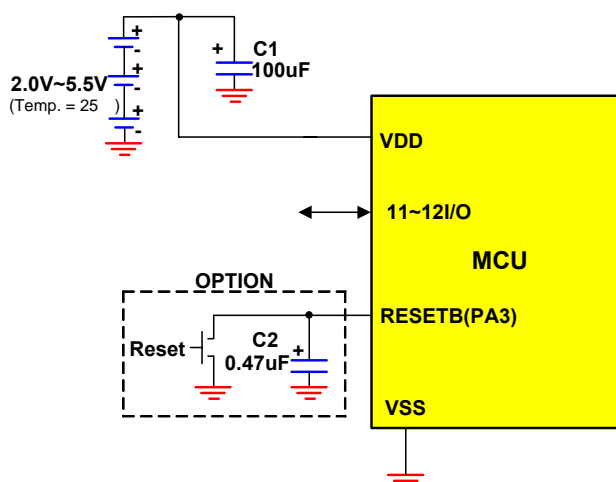 +
-
+
-
+
-
2.0V~5.5V
(Temp. = 25 )
+
C1
100uF
VDD
11~12I/O
MCU
OPTION
RESETB(PA3)
Reset
C2
+
0.47uF
VSS